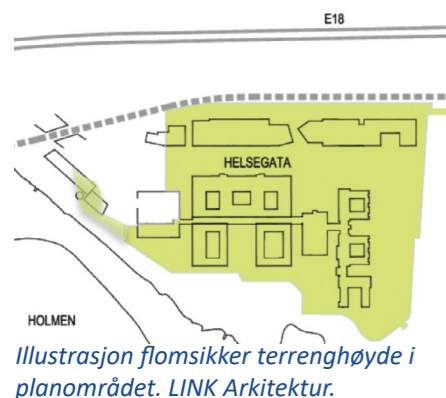 E18
HELSEGATA
HOLMEN
Illustrasjon flomsikker terrenghøyde i
planområdet. LINK Arkitektur.